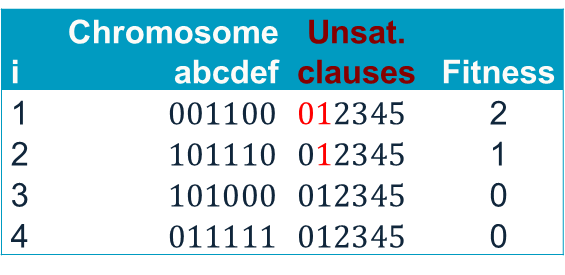 Chromosome Unsat.
i abcdef clauses Fitness
1 001100 012345 2
2 101110 012345 1
3 101000 012345 0
4 011111 012345 0